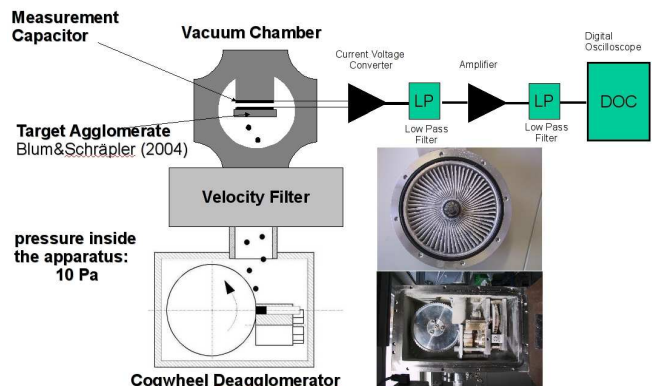 Measurement
Capacitor
Vacuum Chamber
Current Voltage
Converter
Amplifier
Digital
Oscilloscope
LP
LP
DOC
Low Pass
Filter
Low Pass
Filter
Target Agglomerate
Blum&Schräpler (2004)
Velocity Filter
pressure inside
the apparatus:
10 Pa
Cogwheel Deagglomerator